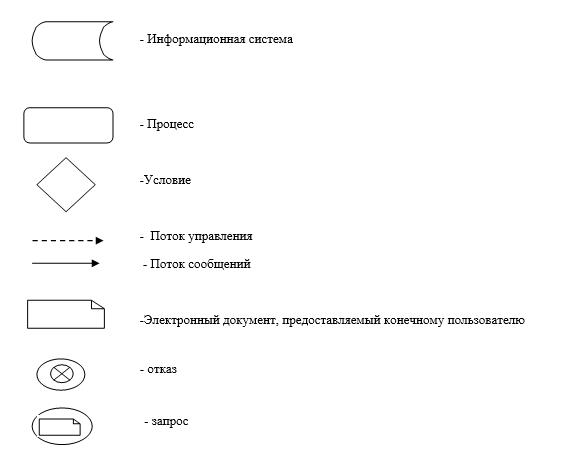 - Информационная система
- Процесс
-Условие
- Поток управления
- Поток сообщений
-Электронный документ, предоставляемый конечному пользователю
- отказ
- запрос